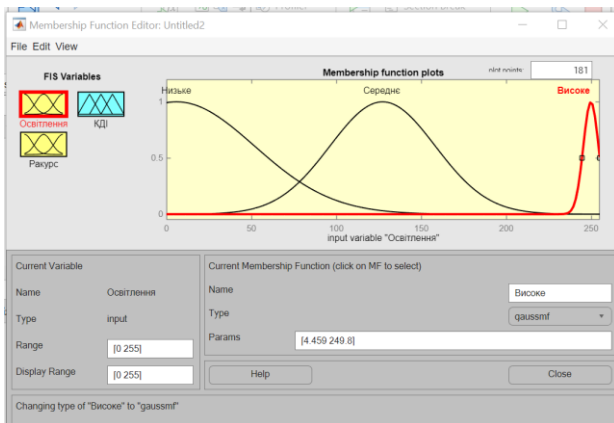 Membership Function Editor: Untitled2
File Edit View
FIS Variables
Освітлення
КДІ
Ракурс
Membership function plots
plot points:
181
Низьке
Середнє
Високе
1
0.5
0
0
50
100
150
200
250
input variable "Освітлення"
Current Variable
Name
Освітлення
Type
input
Range
[0 255]
Display Range
[0 255]
Current Membership Function (click on MF to select)
Name
Високе
Type
gaussmf
Params
[4.459 249.8]
Help
Close
Changing type of "Високе" to "gaussmf"